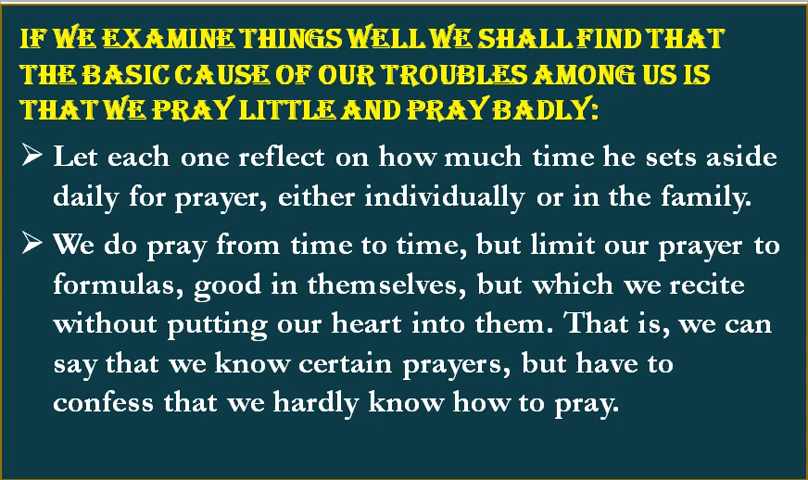 IF WE EXAMINE THINGS WELL WE SHALL FIND THAT
THE BASIC CAUSE OF OUR TROUBLES AMONG US IS
THAT WE PRAY LITTLE AND PRAY BADLY:
➢ Let each one reflect on how much time he sets aside
daily for prayer, either individually or in the family.
➢ We do pray from time to time, but limit our prayer to
formulas, good in themselves, but which we recite
without putting our heart into them. That is, we can
say that we know certain prayers, but have to
confess that we hardly know how to pray.